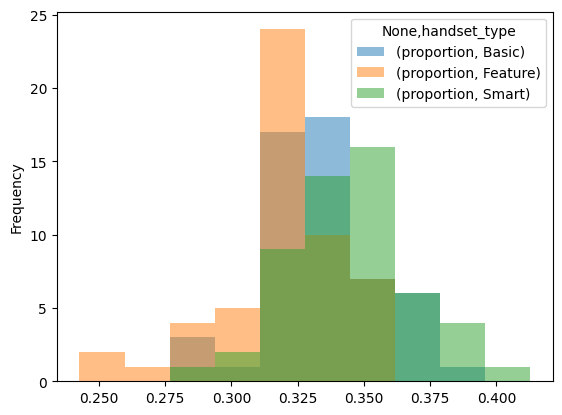 25
20
15
10
5
0
Frequency
None,handset_type
(proportion, Basic)
(proportion, Feature)
(proportion, Smart)
0.250 0.275 0.300 0.325 0.350 0.375 0.400